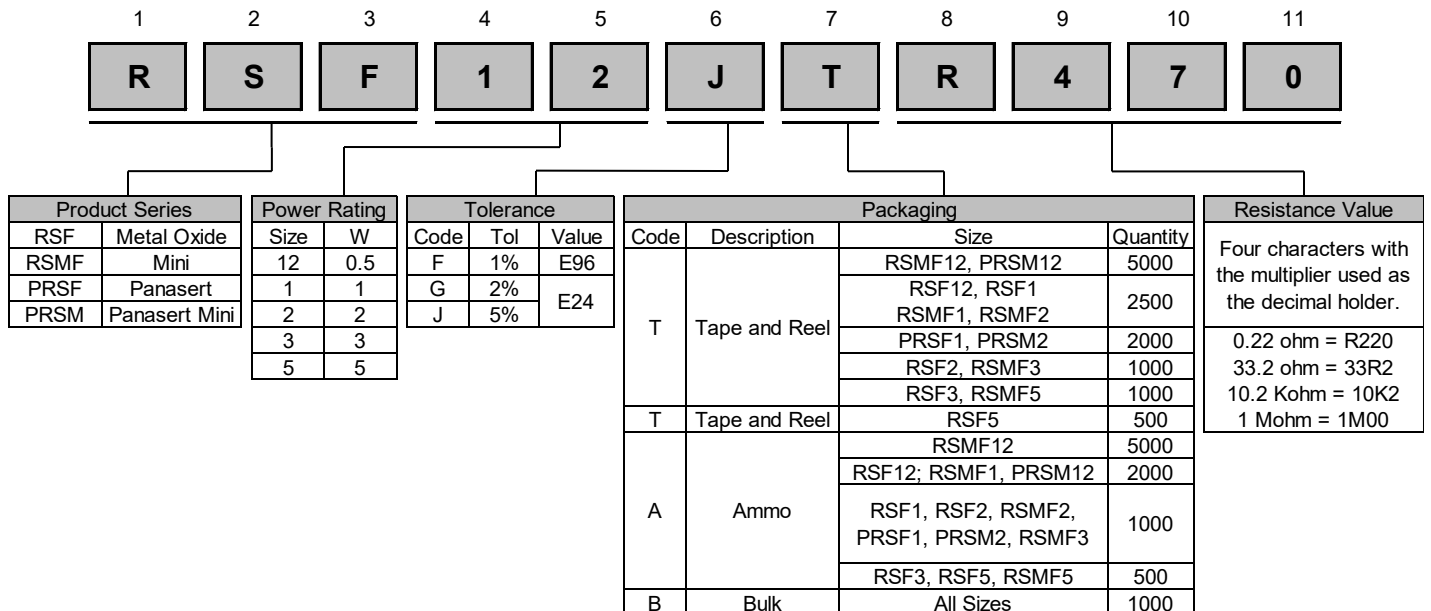 1 2 3 4 5 6 7 8 9 10 11
R S F 1 2 J T R 4 7 0
Product Series
RSF Metal Oxide
RSMF Mini
PRSF Panasert
PRSM Panasert Mini
Power Rating
Size W
12 0.5
1 1
2 2
3 3
5 5
Tolerance
Code Tol Value
F 1% E96
G 2% E24
J 5%
Packaging
Code Description Size Quantity
T Tape and Reel RSMF12, PRSM12 5000
RSF12, RSF1
RSMF1, RSMF2 2500
PRSF1, PRSM2 2000
RSF2, RSMF3 1000
RSF3, RSMF5 1000
T Tape and Reel RSF5 500
A Ammo RSMF12 5000
RSF12; RSMF1, PRSM12 2000
RSF1, RSF2, RSMF2,
PRSF1, PRSM2, RSMF3 1000
RSF3, RSF5, RSMF5 500
B Bulk All Sizes 1000
Resistance Value
Four characters with
the multiplier used as
the decimal holder.
0.22 ohm = R220
33.2 ohm = 33R2
10.2 Kohm = 10K2
1 Mohm = 1M00